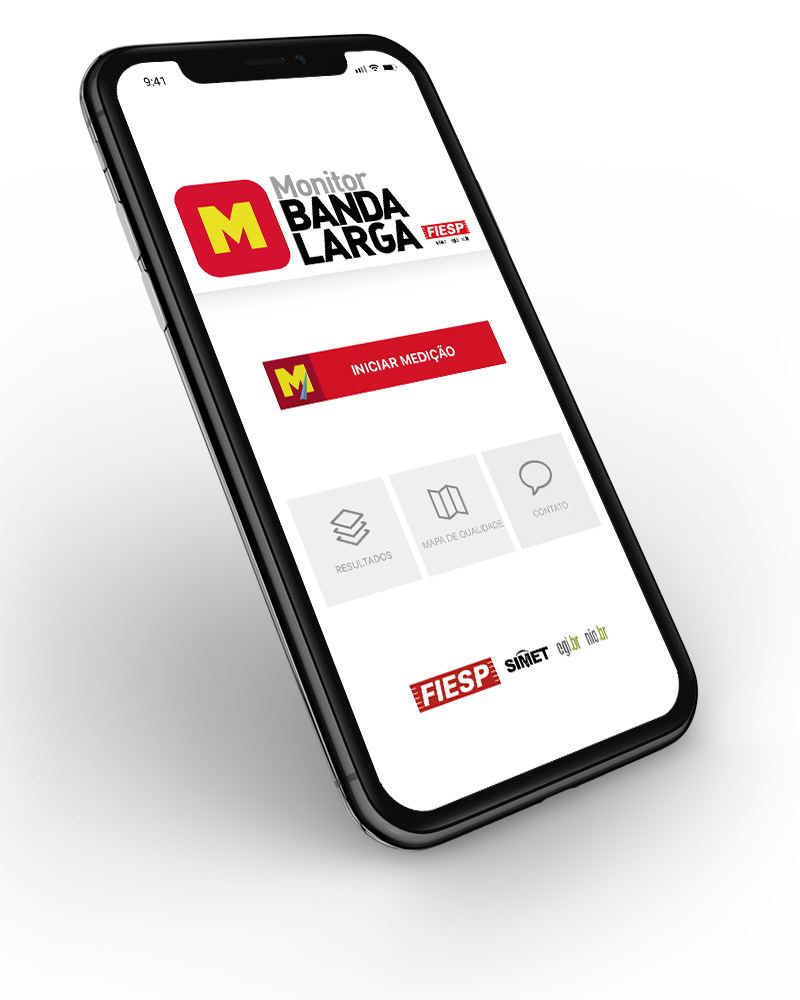 9:41
M
Monitor
BANDA
LARGA
FIESP
M
INICIAR MEDIÇÃO
RESULTADOS
MAPA DE QUALIDADE
CONTATO
FIESP
SIMET
cgi.br
nic.br